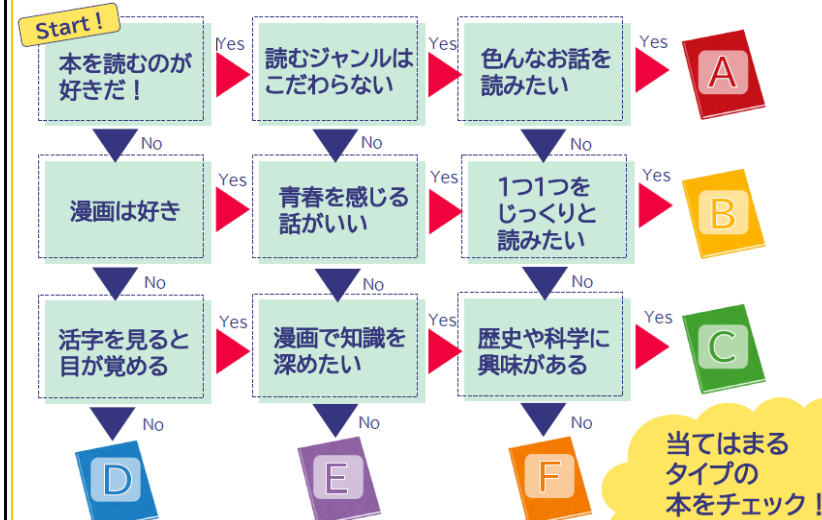 Start！
本を読むのが
好きだ！
Yes
読むジャンルは
こだわらない
Yes
色んなお話を
読みたい
Yes
A
No
No
No
漫画は好き
Yes
青春を感じる
話がいい
Yes
1つ1つを
じっくりと
読みたい
Yes
B
No
No
No
活字を見ると
目が覚める
Yes
漫画で知識を
深めたい
Yes
歴史や科学に
興味がある
Yes
C
No
No
No
D
E
F
当てはまる
タイプの
本をチェック！